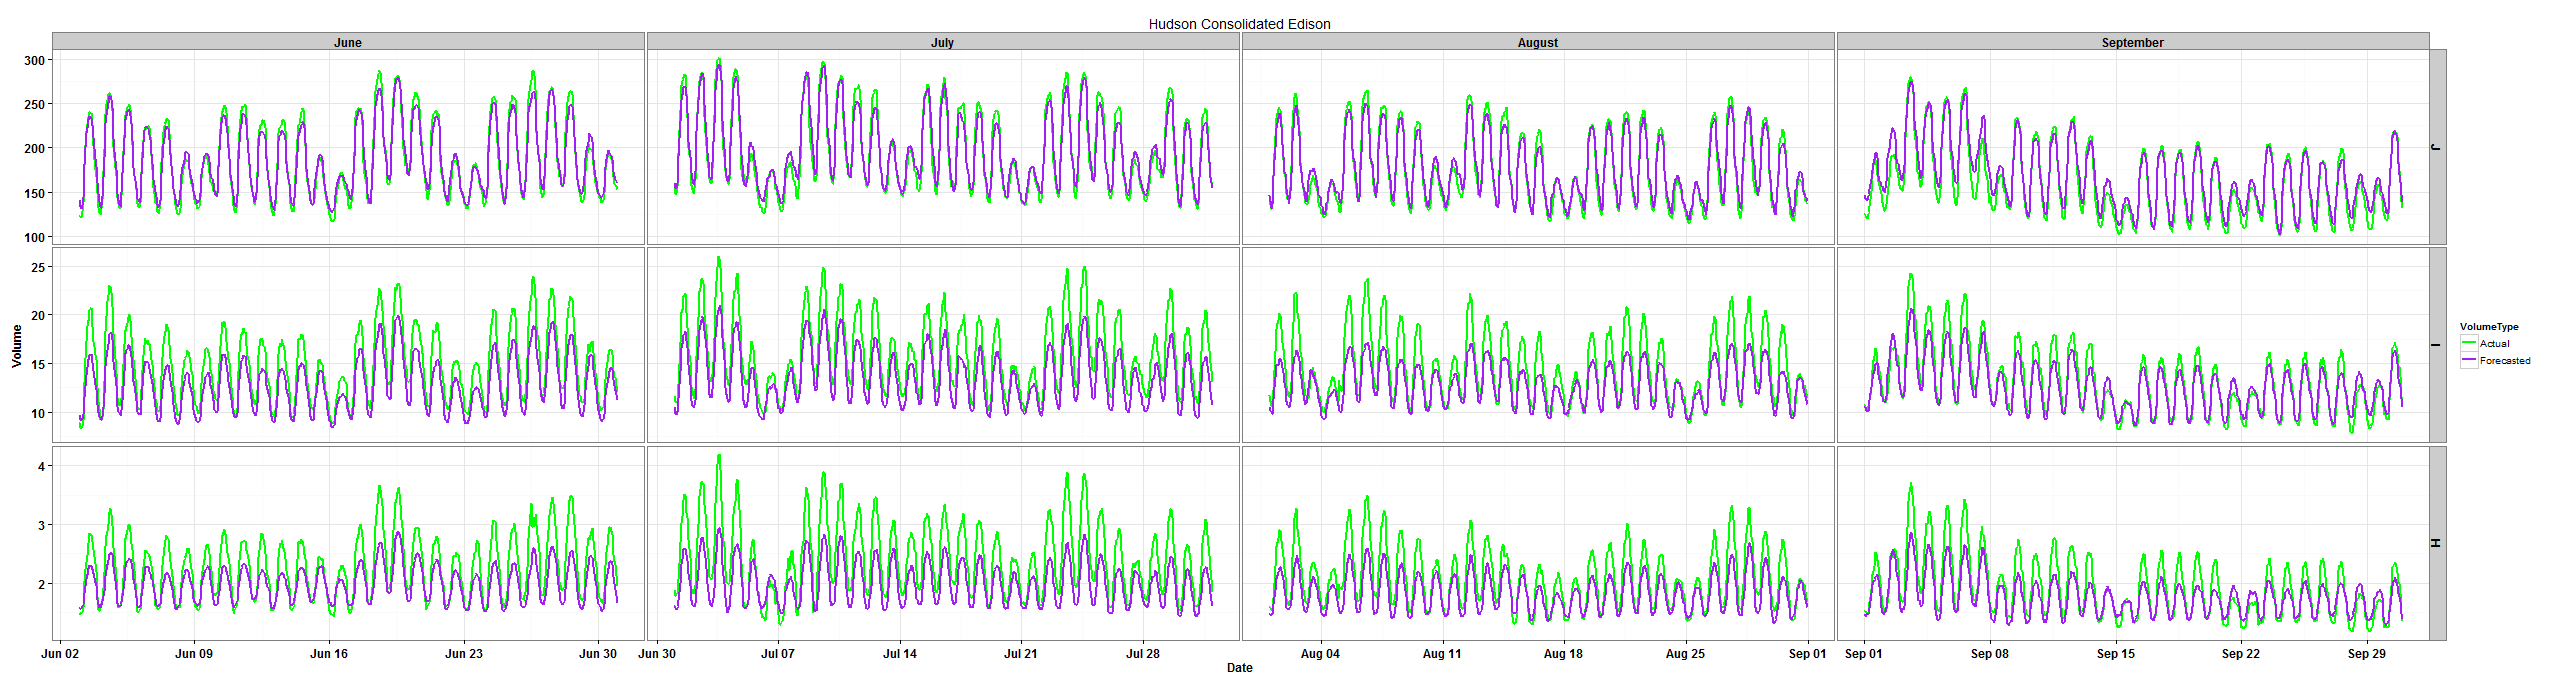 Hudson Consolidated Edison
June July August September
300
250
200
150
100
J
Volume
25
20
15
10
I
4
3
2
H
VolumeType
Actual
Forecasted
Jun 02 Jun 09 Jun 16 Jun 23 Jun 30 Jun 30 Jul 07 Jul 14 Jul 21 Jul 28 Aug 04 Aug 11 Aug 18 Aug 25 Sep 01 Sep 01 Sep 08 Sep 15 Sep 22 Sep 29
Date